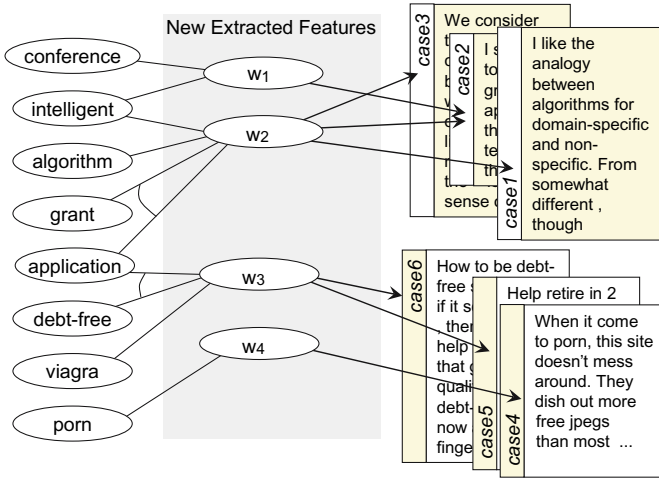 New Extracted Features
conference
intelligent
algorithm
grant
application
debt-free
viagra
porn
w1
w2
w3
w4
case3
We consider
sense
case2
I
to
case1
I like the
analogy
between
algorithms for
domain-specific
and non-
specific. From
somewhat
different ,
though
case6
How to be debt-
free
if it
, then
help
that
quali
debt-
now
finge
case5
Help retire in 2
case4
When it come
to porn, this site
doesn't mess
around. They
dish out more
free jpegs
than most ...